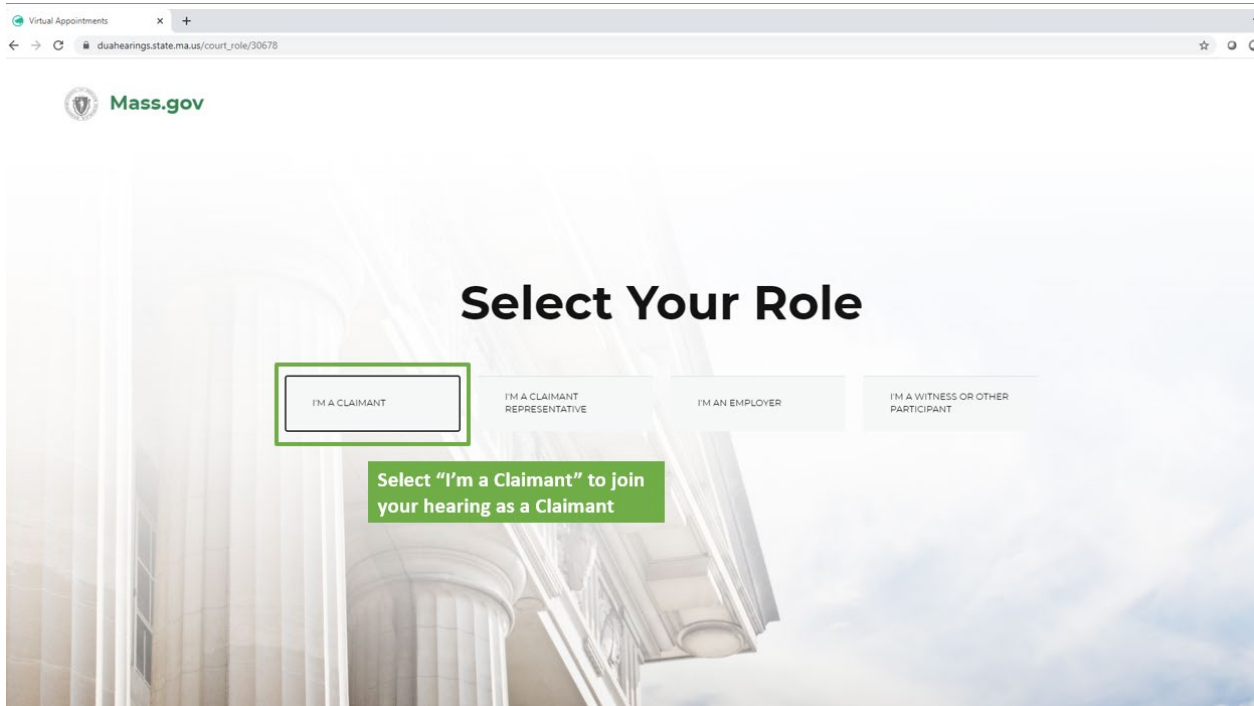 Virtual Appointments
duahearings.state.ma.us/court_role/30678
Mass.gov
Select Your Role
I'M A CLAIMANT
I'M A CLAIMANT
REPRESENTATIVE
I'M AN EMPLOYER
I'M A WITNESS OR OTHER
PARTICIPANT
Select “I’m a Claimant” to join
your hearing as a Claimant